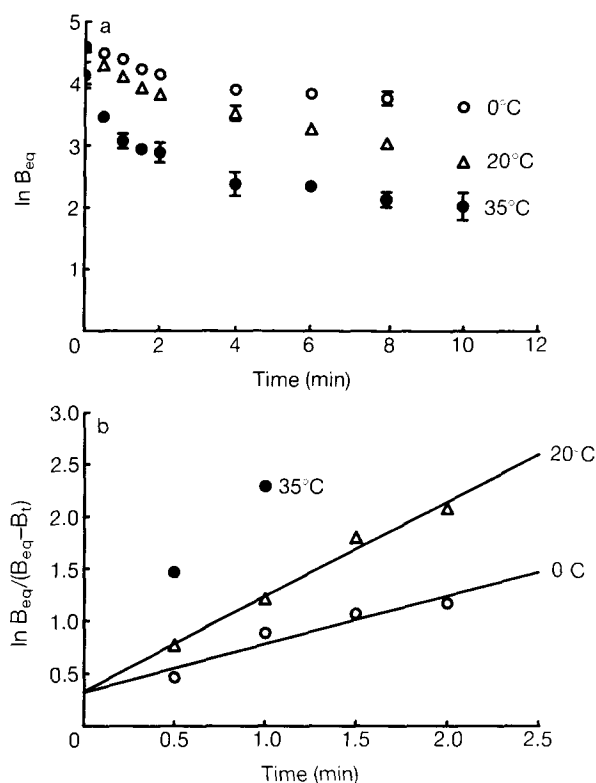 5
a
4
3
2
1
0
ln B_eq
0°C
20°C
35°C
0 2 4 6 8 10 12
Time (min)
3.0
b
2.5
2.0
1.5
1.0
0.5
ln B_eq/(B_eq–B_t)
35°C
20°C
0 C
0 0.5 1.0 1.5 2.0 2.5
Time (min)